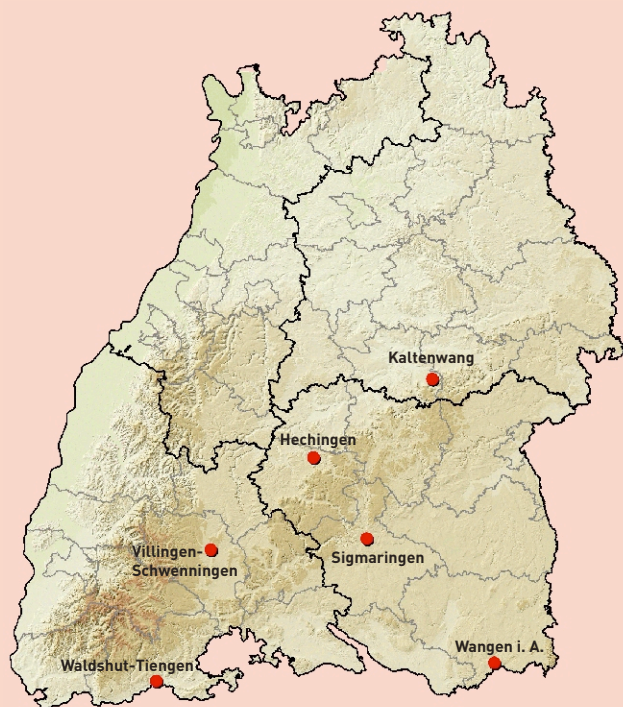 Kaltenwang
Hechingen
Villingen-
Schwenningen
Sigmaringen
Wangen i. A.
Waldshut-Tiengen